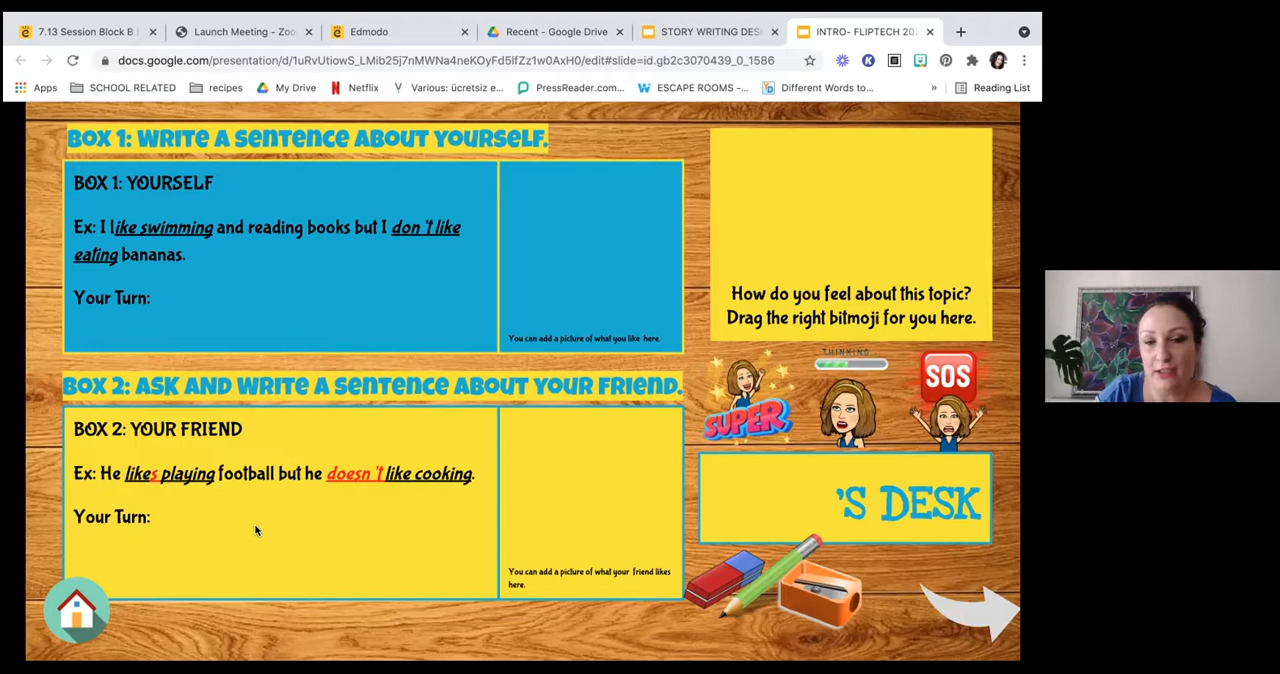 7.13 Session Block B
Launch Meeting - Zoo
Edmodo
Recent - Google Drive
STORY WRITING DES
INTRO- FLIPTECH 20
docs.google.com/presentation/d/1uRvUtiowS_LMib25j7nMWNa4neKOyFd5lfZz1w0AxH0/edit#slide=id.gb2c3070439_0_1586
Apps
SCHOOL RELATED
recipes
My Drive
Netflix
Various: ücretsiz e...
PressReader.com...
ESCAPE ROOMS -...
Different Words to...
»
Reading List
BOX 1: WRITE A SENTENCE ABOUT YOURSELF.
BOX 1: YOURSELF
Ex: I like swimming and reading books but I don't like
eating bananas.
Your Turn:
You can add a picture of what you like here.
How do you feel about this topic?
Drag the right bitmoji for you here.
SUPER
THINKING
SOS
BOX 2: ASK AND WRITE A SENTENCE ABOUT YOUR FRIEND.
BOX 2: YOUR FRIEND
Ex: He likes playing football but he doesn't like cooking.
Your Turn:
You can add a picture of what your friend likes
here.
'S DESK